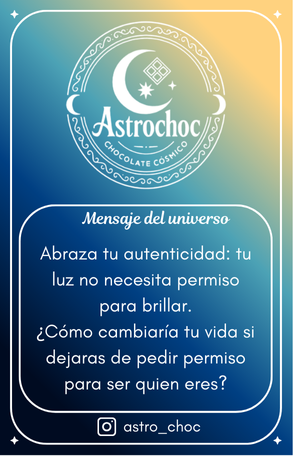 Astrochoc
CHOCOLATE CÓSMICO
Mensaje del universo
Abraza tu autenticidad: tu
luz no necesita permiso
para brillar.
¿Cómo cambiaría tu vida si
dejaras de pedir permiso
para ser quien eres?
astro_choc